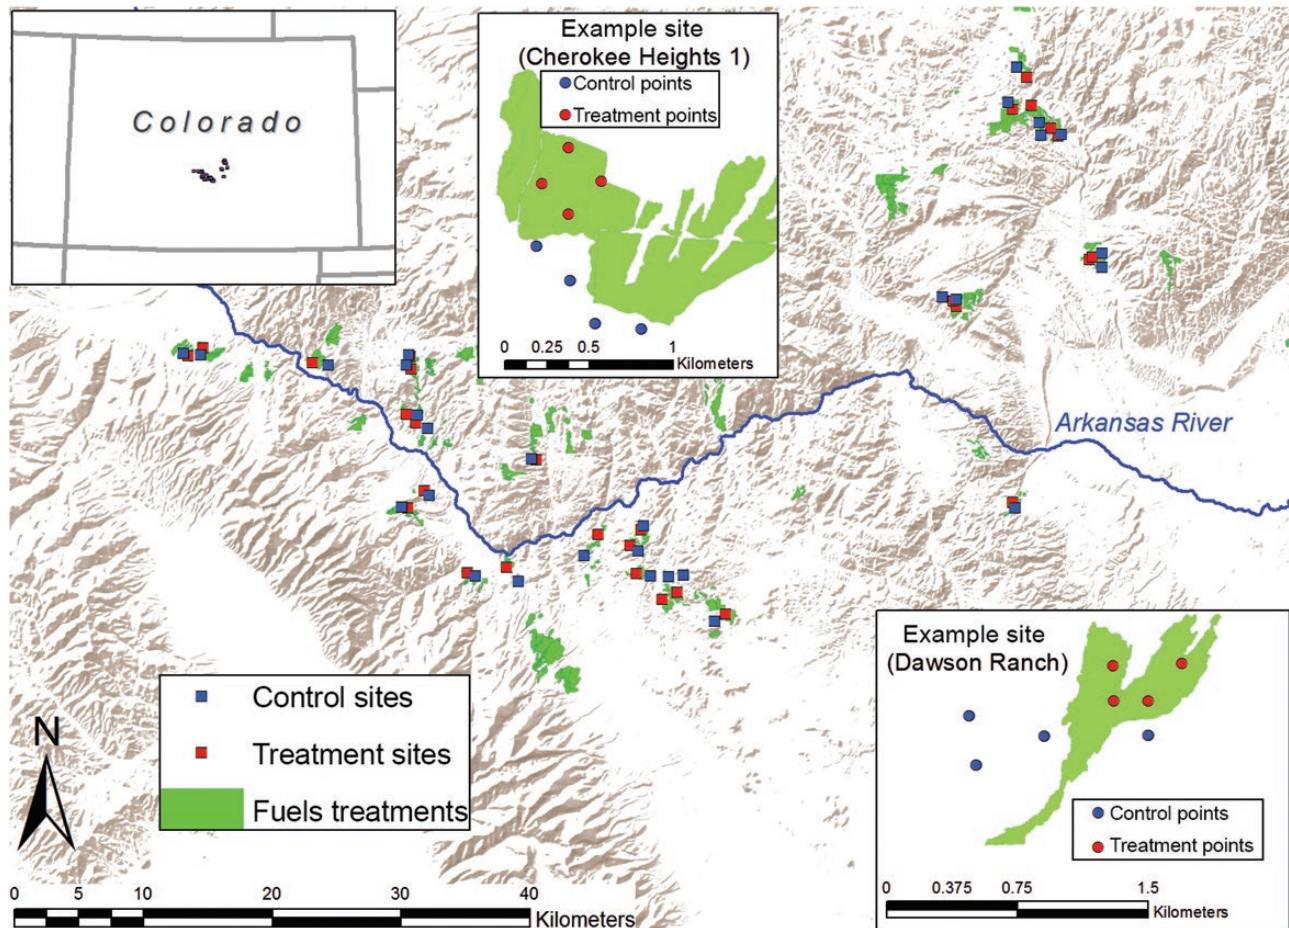 Colorado
Example site
(Cherokee Heights 1)
Control points
Treatment points
0 0.25 0.5 1
Kilometers
Arkansas River
Control sites
Treatment sites
Fuels treatments
N
0 5 10 20 30 40
Kilometers
Example site
(Dawson Ranch)
Control points
Treatment points
0 0.375 0.75 1.5
Kilometers